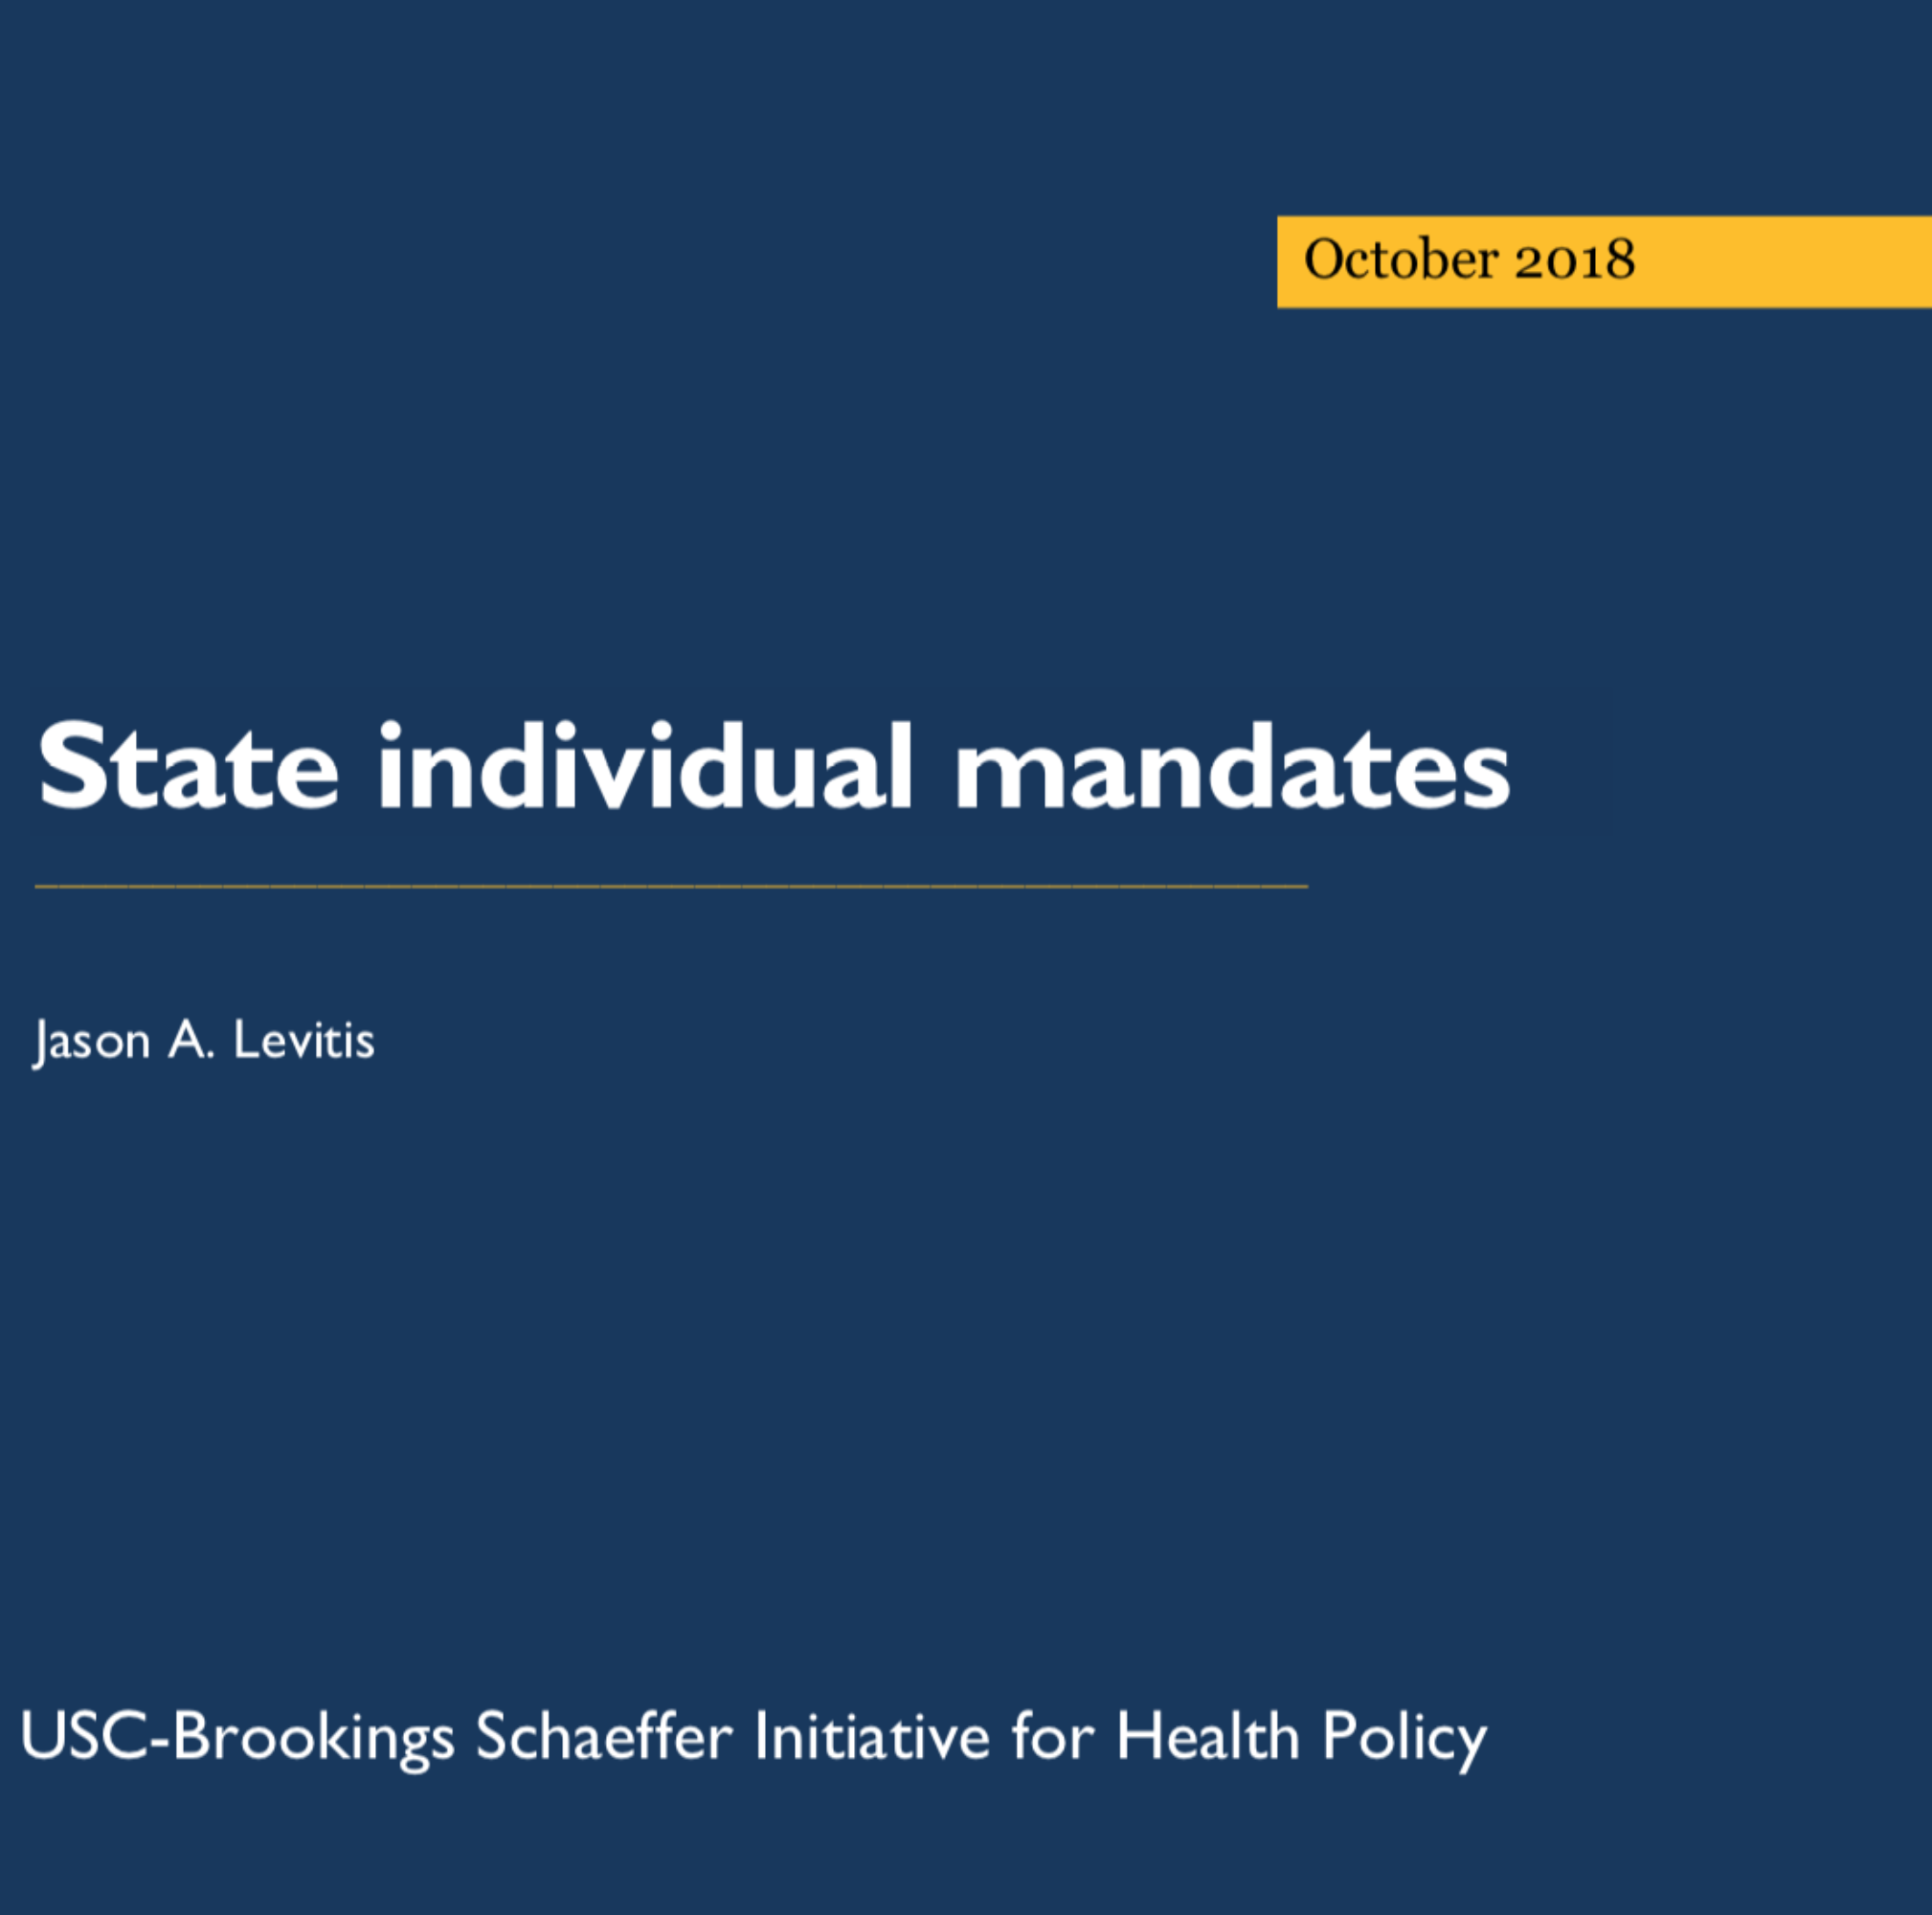 October 2018
State individual mandates
Jason A. Levitis
USC-Brookings Schaeffer Initiative for Health Policy